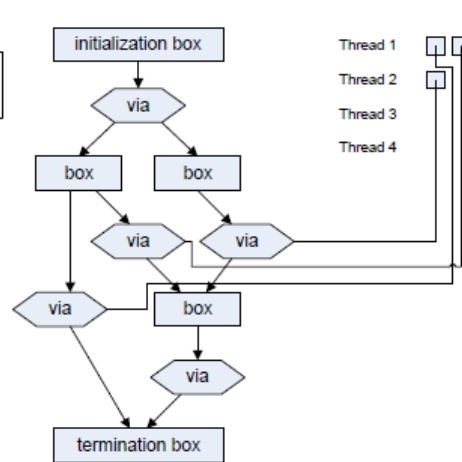 initialization box
Thread 1
Thread 2
via
Thread 3
Thread 4
box
box
via
via
via
box
via
termination box